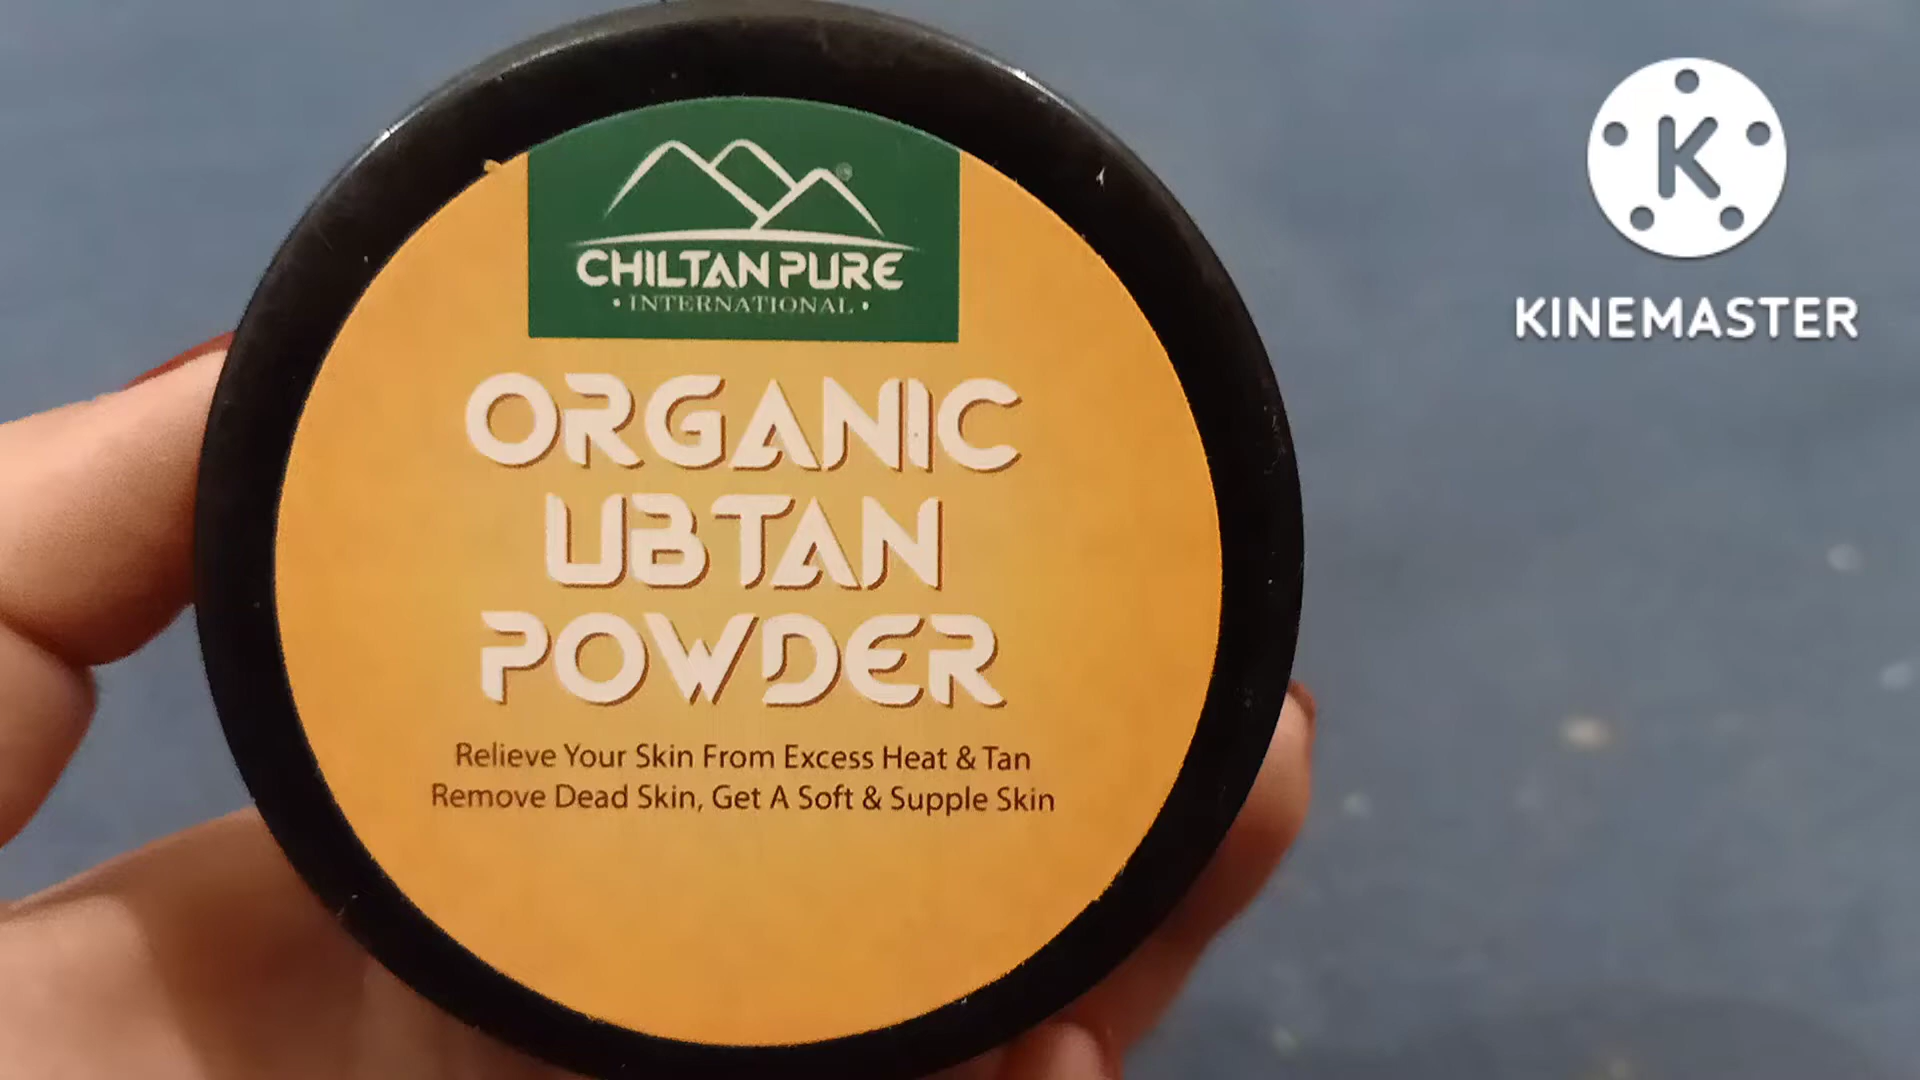 CHILTAN PURE
• INTERNATIONAL •
ORGANIC
UBTAN
POWDER
Relieve Your Skin From Excess Heat & Tan
Remove Dead Skin, Get A Soft & Supple Skin
K
KINEMASTER